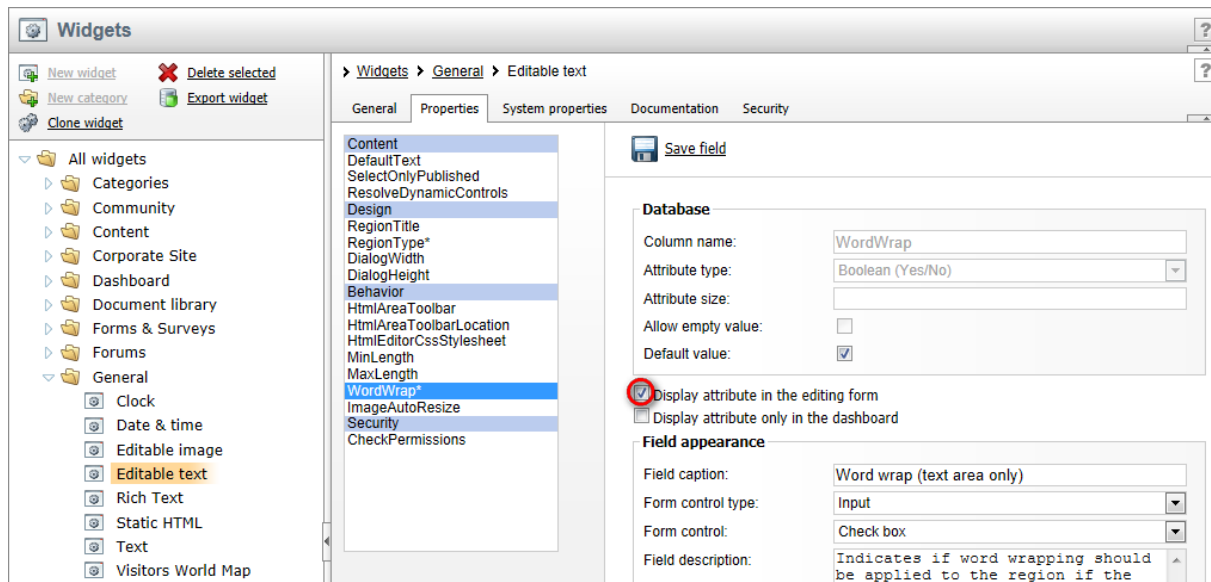 Widgets
?
New widget Delete selected
New category Export widget
Clone widget
All widgets
Categories
Community
Content
Corporate Site
Dashboard
Document library
Forms & Surveys
Forums
General
Clock
Date & time
Editable image
Editable text
Rich Text
Static HTML
Text
Visitors World Map
Widgets General Editable text
?
General Properties System properties Documentation Security
Content
DefaultText
SelectOnlyPublished
ResolveDynamicControls
Design
RegionTitle
RegionType*
DialogWidth
DialogHeight
Behavior
HtmlAreaToolbar
HtmlAreaToolbarLocation
HtmlEditorCssStylesheet
MinLength
MaxLength
WordWrap*
ImageAutoResize
Security
CheckPermissions
Save field
Database
Column name: WordWrap
Attribute type: Boolean (Yes/No)
Attribute size:
Allow empty value:
Default value:
Display attribute in the editing form
Display attribute only in the dashboard
Field appearance
Field caption: Word wrap (text area only)
Form control type: Input
Form control: Check box
Field description: Indicates if word wrapping should
be applied to the region if the